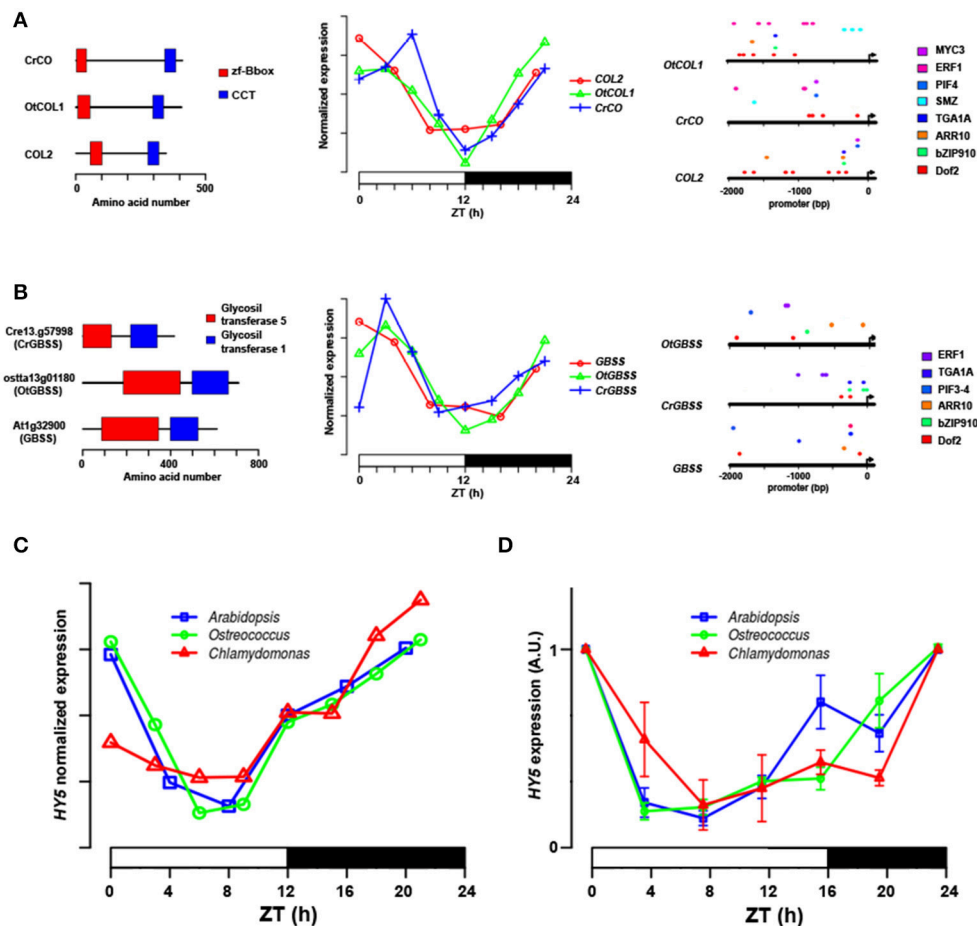 A
CrCO
OtCOL1
COL2
0
500
Amino acid number
zf-Bbox
CCT
Normalized expression
COL2
OtCOL1
CrCO
0
12
24
ZT (h)
OtCOL1
CrCO
COL2
-2000
-1000
0
promoter (bp)
MYC3
ERF1
PIF4
SMZ
TGA1A
ARR10
bZIP910
Dof2
B
Cre13.g57998
(CrGBSS)
ostta13g01180
(OtGBSS)
At1g32900
(GBSS)
0
400
800
Amino acid number
Glycosil
transferase 5
Glycosil
transferase 1
Normalized expression
GBSS
OtGBSS
CrGBSS
0
12
24
ZT (h)
OtGBSS
CrGBSS
GBSS
-2000
-1000
0
promoter (bp)
ERF1
TGA1A
PIF3-4
ARR10
bZIP910
Dof2
C
HY5 normalized expression
Arabidopsis
Ostreococcus
Chlamydomonas
0 4 8 12 16 20 24
ZT (h)
D
HY5 expression (A.U.)
1
0
Arabidopsis
Ostreococcus
Chlamydomonas
0 4 8 12 16 20 24
ZT (h)